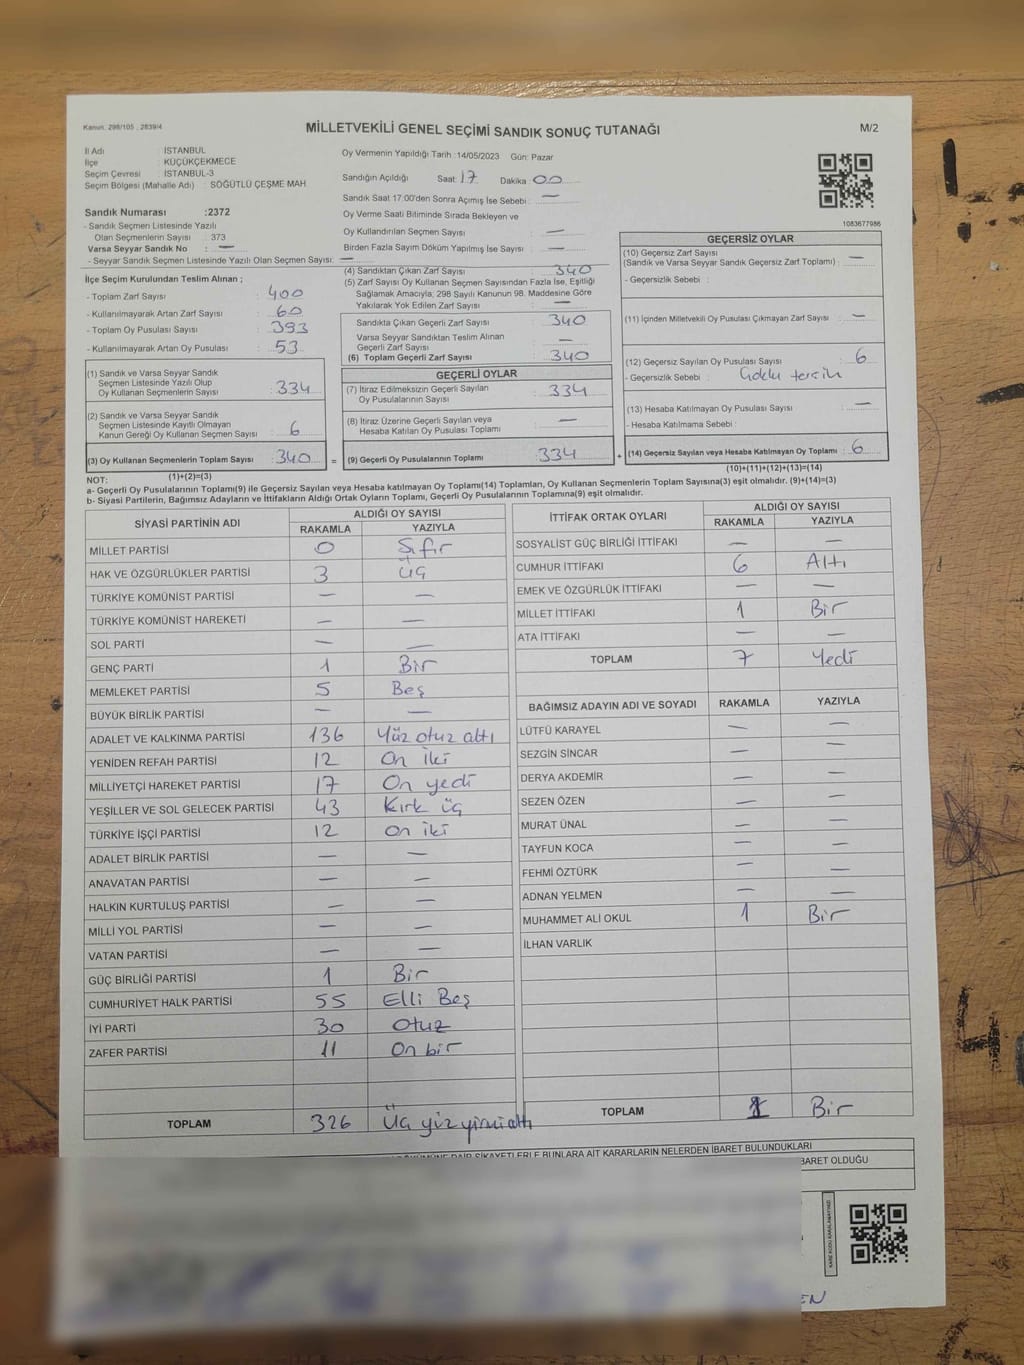 Kanun: 298/105 ; 2839/4
MİLLETVEKİLİ GENEL SEÇİMİ SANDIK SONUÇ TUTANAĞI
M/2
İl Adı : İSTANBUL
İlçe : KÜÇÜKÇEKMECE
Seçim Çevresi : İSTANBUL-3
Seçim Bölgesi (Mahalle Adı) : SÖĞÜTLÜ ÇEŞME MAH
Oy Vermenin Yapıldığı Tarih :14/05/2023 Gün: Pazar
Sandığın Açıldığı Saat: 17 Dakika : 00
Sandık Saat 17:00'den Sonra Açımış İse Sebebi : —
Oy Verme Saati Bitiminde Sırada Bekleyen ve
Oy Kullandırılan Seçmen Sayısı : —
Birden Fazla Sayım Döküm Yapılmış İse Sayısı : —
1083677986
Sandık Numarası :2372
- Sandık Seçmen Listesinde Yazılı
Olan Seçmenlerin Sayısı : 373
Varsa Seyyar Sandık No : —
- Seyyar Sandık Seçmen Listesinde Yazılı Olan Seçmen Sayısı: —
İlçe Seçim Kurulundan Teslim Alınan ;
- Toplam Zarf Sayısı : 400
- Kullanılmayarak Artan Zarf Sayısı : 60
- Toplam Oy Pusulası Sayısı : 393
- Kullanılmayarak Artan Oy Pusulası : 53
(1) Sandık ve Varsa Seyyar Sandık
Seçmen Listesinde Yazılı Olup
Oy Kullanan Seçmenlerin Sayısı : 334
(2) Sandık ve Varsa Seyyar Sandık
Seçmen Listesinde Kayıtlı Olmayan
Kanun Gereği Oy Kullanan Seçmen Sayısı : 6
(3) Oy Kullanan Seçmenlerin Toplam Sayısı : 340 =
(1)+(2)=(3)
(4) Sandıktan Çıkan Zarf Sayısı : 340
(5) Zarf Sayısı Oy Kullanan Seçmen Sayısından Fazla İse, Eşitliği
Sağlamak Amacıyla; 298 Sayılı Kanunun 98. Maddesine Göre
Yakılarak Yok Edilen Zarf Sayısı : —
Sandıkta Çıkan Geçerli Zarf Sayısı : 340
Varsa Seyyar Sandıktan Teslim Alınan
Geçerli Zarf Sayısı : —
(6) Toplam Geçerli Zarf Sayısı : 340
GEÇERLİ OYLAR
(7) İtiraz Edilmeksizin Geçerli Sayılan
Oy Pusulalarının Sayısı : 334
(8) İtiraz Üzerine Geçerli Sayılan veya
Hesaba Katılan Oy Pusulası Toplamı : —
(9) Geçerli Oy Pusulalarının Toplamı : 334 +
GEÇERSİZ OYLAR
(10) Geçersiz Zarf Sayısı
(Sandık ve Varsa Seyyar Sandık Geçersiz Zarf Toplamı) : —
- Geçersizlik Sebebi :
(11) İçinden Milletvekili Oy Pusulası Çıkmayan Zarf Sayısı : —
(12) Geçersiz Sayılan Oy Pusulası Sayısı : 6
- Geçersizlik Sebebi : Çoklu tercih
(13) Hesaba Katılmayan Oy Pusulası Sayısı : —
- Hesaba Katılmama Sebebi :
(14) Geçersiz Sayılan veya Hesaba Katılmayan Oy Toplamı : 6
(10)+(11)+(12)+(13)=(14)
NOT:
a- Geçerli Oy Pusulalarının Toplamı(9) ile Geçersiz Sayılan veya Hesaba katılmayan Oy Toplamı(14) Toplamları, Oy Kullanan Seçmenlerin Toplam Sayısına(3) eşit olmalıdır. (9)+(14)=(3)
b- Siyasi Partilerin, Bağımsız Adayların ve İttifakların Aldığı Ortak Oyların Toplamı, Geçerli Oy Pusulalarının Toplamına(9) eşit olmalıdır.
SİYASİ PARTİNİN ADI ALDIĞI OY SAYISI
RAKAMLA YAZIYLA
MİLLET PARTİSİ 0 Sıfır
HAK VE ÖZGÜRLÜKLER PARTİSİ 3 Üç
TÜRKİYE KOMÜNİST PARTİSİ — —
TÜRKİYE KOMÜNİST HAREKETİ — —
SOL PARTİ — —
GENÇ PARTİ 1 Bir
MEMLEKET PARTİSİ 5 Beş
BÜYÜK BİRLİK PARTİSİ — —
ADALET VE KALKINMA PARTİSİ 136 Yüz otuz altı
YENİDEN REFAH PARTİSİ 12 On iki
MİLLİYETÇİ HAREKET PARTİSİ 17 On yedi
YEŞİLLER VE SOL GELECEK PARTİSİ 43 Kırk üç
TÜRKİYE İŞÇİ PARTİSİ 12 on iki
ADALET BİRLİK PARTİSİ — —
ANAVATAN PARTİSİ — —
HALKIN KURTULUŞ PARTİSİ — —
MİLLİ YOL PARTİSİ — —
VATAN PARTİSİ — —
GÜÇ BİRLİĞİ PARTİSİ 1 Bir
CUMHURİYET HALK PARTİSİ 55 Elli Beş
İYİ PARTİ 30 otuz
ZAFER PARTİSİ 11 On bir
TOPLAM 326 Üç yüz yirmi altı
İTTİFAK ORTAK OYLARI ALDIĞI OY SAYISI
RAKAMLA YAZIYLA
SOSYALİST GÜÇ BİRLİĞİ İTTİFAKI — —
CUMHUR İTTİFAKI 6 Altı
EMEK VE ÖZGÜRLÜK İTTİFAKI — —
MİLLET İTTİFAKI 1 Bir
ATA İTTİFAKI — —
TOPLAM 7 Yedi
BAĞIMSIZ ADAYIN ADI VE SOYADI RAKAMLA YAZIYLA
LÜTFÜ KARAYEL — —
SEZGİN SİNCAR — —
DERYA AKDEMİR — —
SEZEN ÖZEN — —
MURAT ÜNAL — —
TAYFUN KOCA — —
FEHMİ ÖZTÜRK — —
ADNAN YELMEN — —
MUHAMMET ALİ OKUL 1 Bir
İLHAN VARLIK
TOPLAM 1 Bir
ŞİKAYETLERLE BUNLARA AİT KARARLARIN NELERDEN İBARET BULUNDUKLARI
BARET OLDUĞU